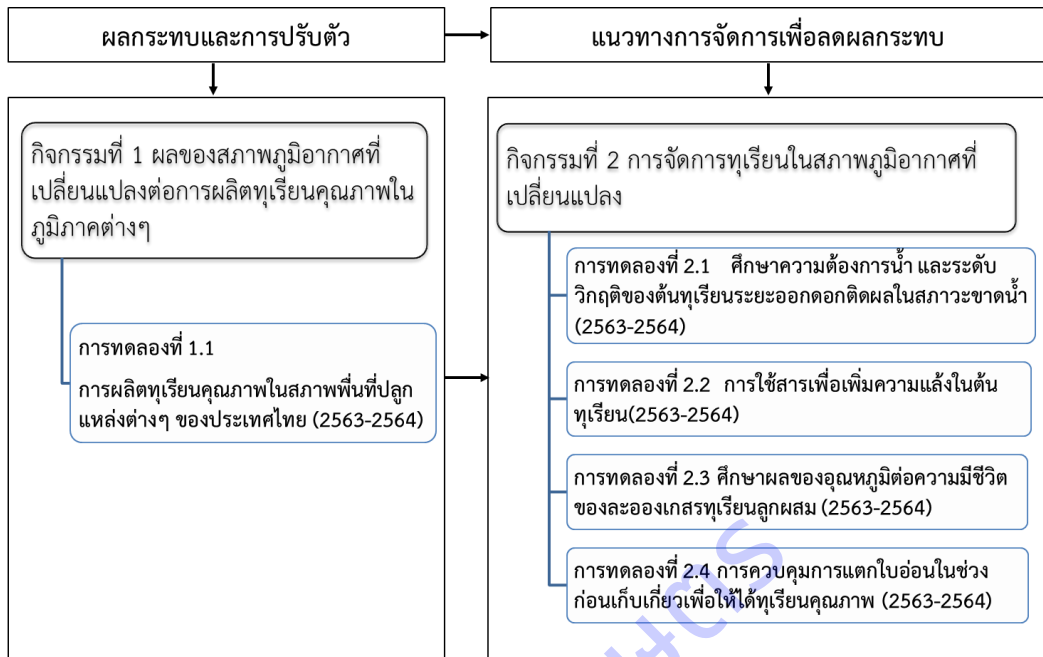 ผลกระทบและการปรับตัว
แนวทางการจัดการเพื่อลดผลกระทบ
กิจกรรมที่ 1 ผลของสภาพภูมิอากาศที่
เปลี่ยนแปลงต่อการผลิตทุเรียนคุณภาพใน
ภูมิภาคต่างๆ
การทดลองที่ 1.1
การผลิตทุเรียนคุณภาพในสภาพพื้นที่ปลูก
แหล่งต่างๆ ของประเทศไทย (2563-2564)
กิจกรรมที่ 2 การจัดการทุเรียนในสภาพภูมิอากาศที่
เปลี่ยนแปลง
การทดลองที่ 2.1 ศึกษาความต้องการน้ำ และระดับ
วิกฤติของต้นทุเรียนระยะออกดอกติดผลในสภาวะขาดน้ำ
(2563-2564)
การทดลองที่ 2.2 การใช้สารเพื่อเพิ่มความแล้งในต้น
ทุเรียน(2563-2564)
การทดลองที่ 2.3 ศึกษาผลของอุณหภูมิต่อความมีชีวิต
ของละอองเกสรทุเรียนลูกผสม (2563-2564)
การทดลองที่ 2.4 การควบคุมการแตกใบอ่อนในช่วง
ก่อนเก็บเกี่ยวเพื่อให้ได้ทุเรียนคุณภาพ (2563-2564)